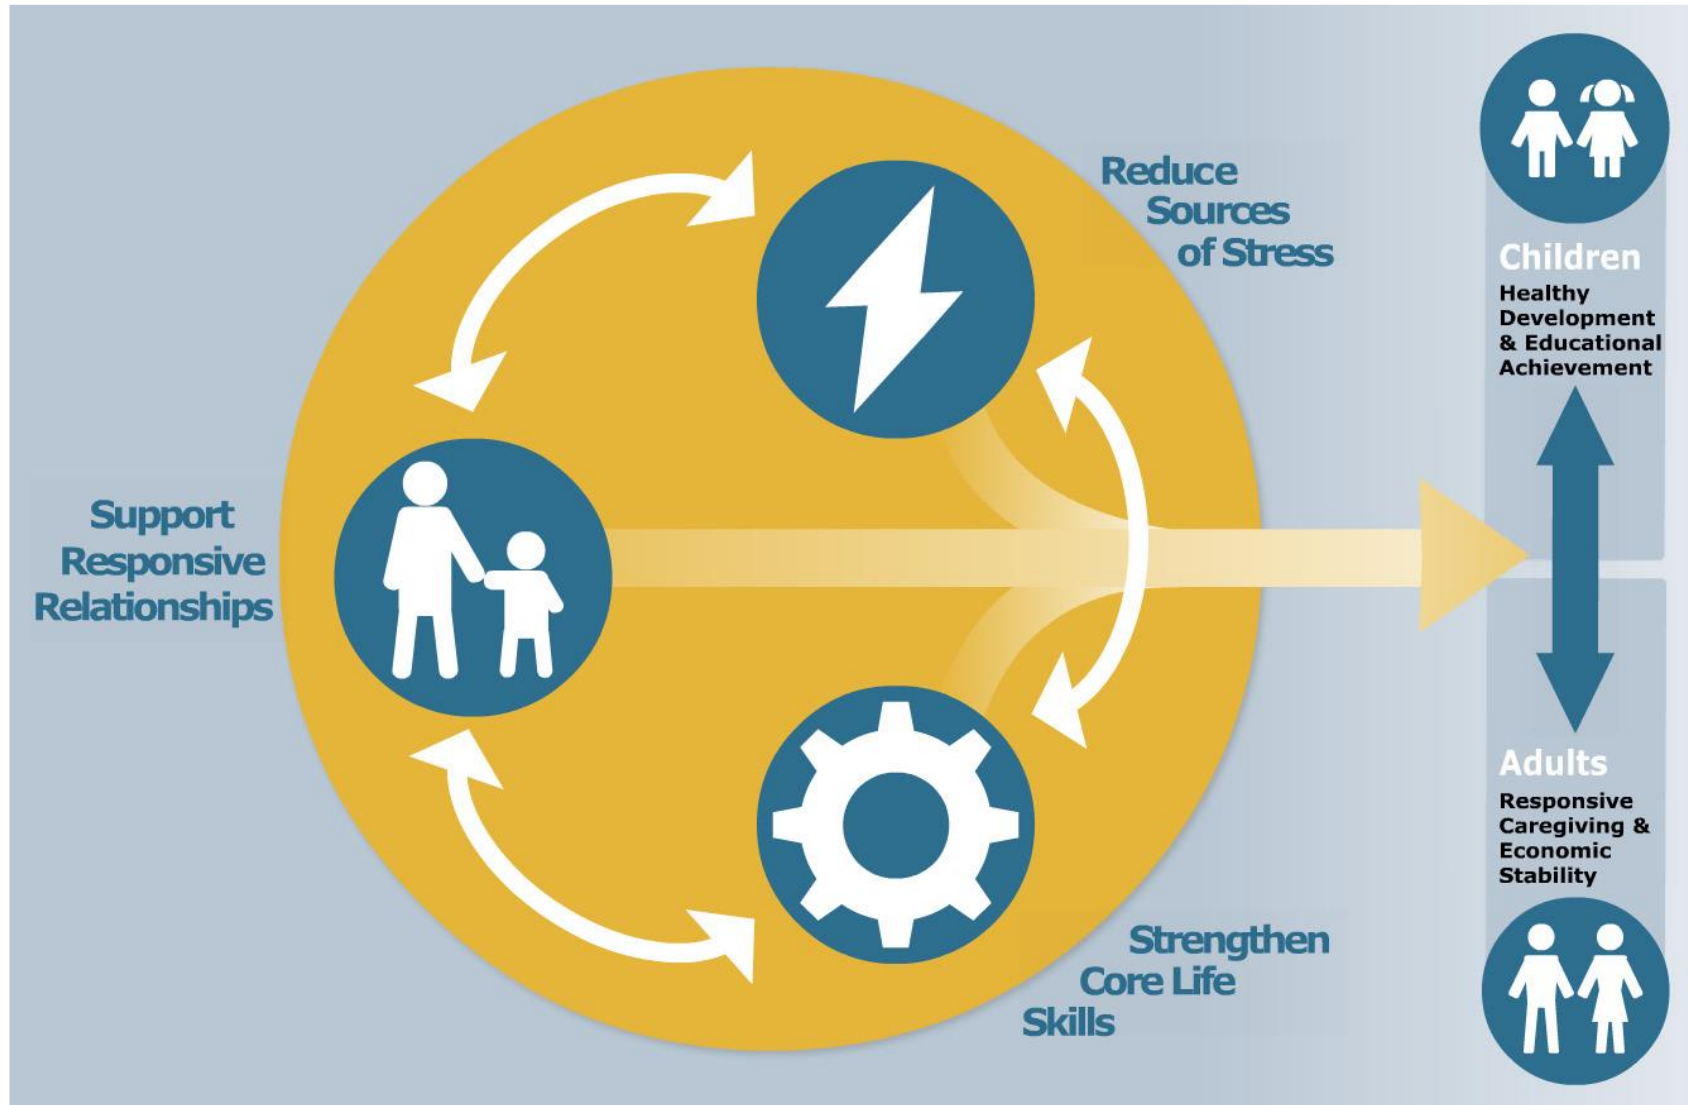 Support
Responsive
Relationships
Reduce
Sources
of Stress
Strengthen
Core Life
Skills
Children
Healthy
Development
& Educational
Achievement
Adults
Responsive
Caregiving &
Economic
Stability